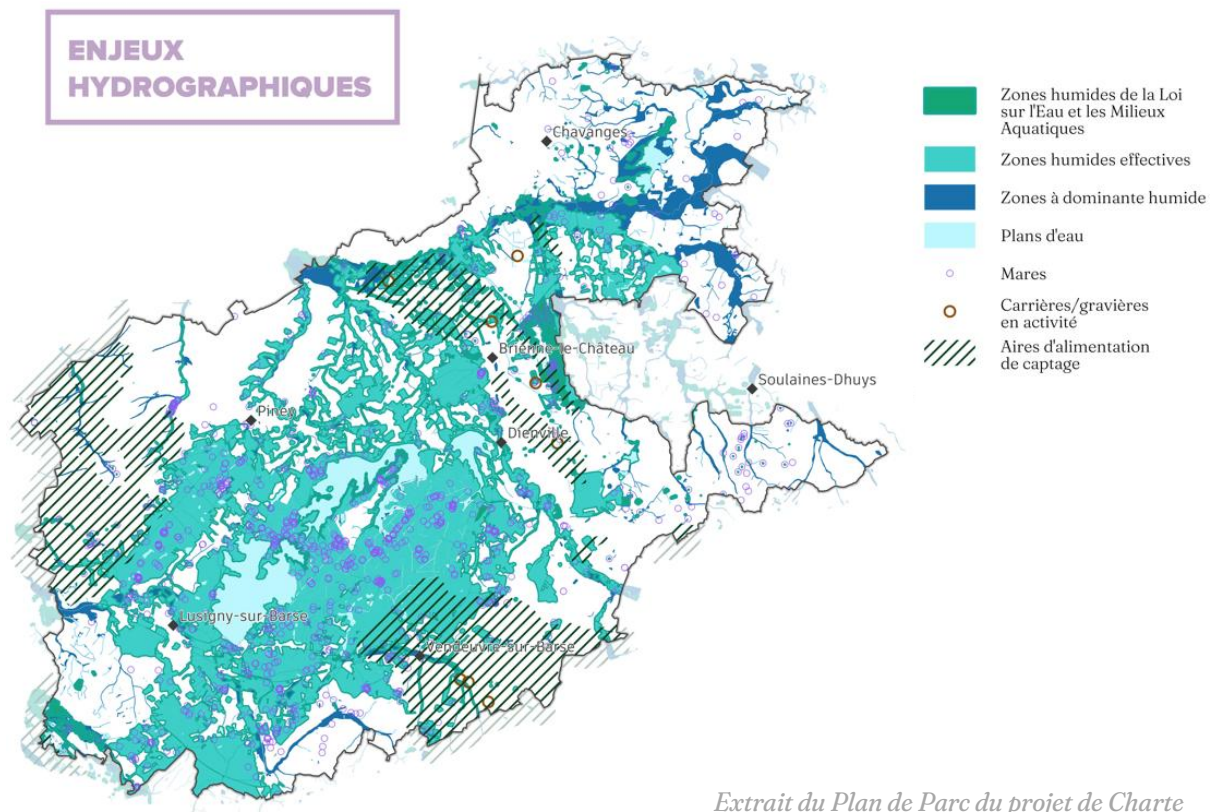 ENJEUX
HYDROGRAPHIQUES
Chavanges
Brienne-le-Château
Soulaines-Dhuys
Piney
Dienville
Lusigny-sur-Barse
Vendeuvre-sur-Barse
Zones humides de la Loi
sur l'Eau et les Milieux
Aquatiques
Zones humides effectives
Zones à dominante humide
Plans d'eau
Mares
Carrières/gravières
en activité
Aires d'alimentation
de captage
Extrait du Plan de Parc du projet de Charte